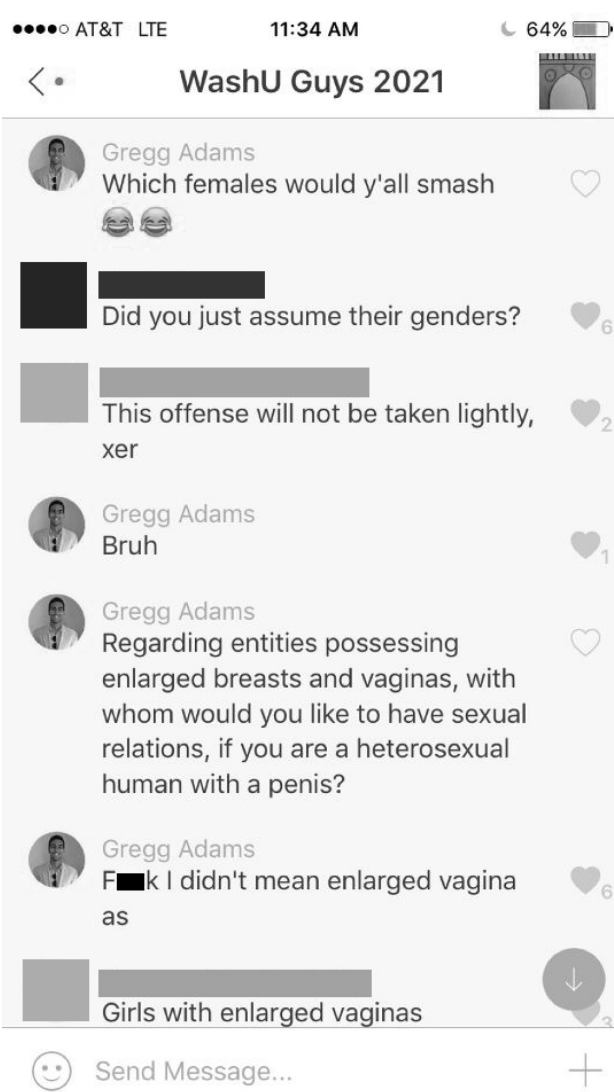 AT&T LTE 11:34 AM 64%
WashU Guys 2021
Gregg Adams
Which females would y'all smash
😂😂
Did you just assume their genders?
6
This offense will not be taken lightly,
2
xer
Gregg Adams
Bruh
1
Gregg Adams
Regarding entities possessing
enlarged breasts and vaginas, with
whom would you like to have sexual
relations, if you are a heterosexual
human with a penis?
Gregg Adams
F k I didn't mean enlarged vagina
6
as
Girls with enlarged vaginas
3
Send Message...